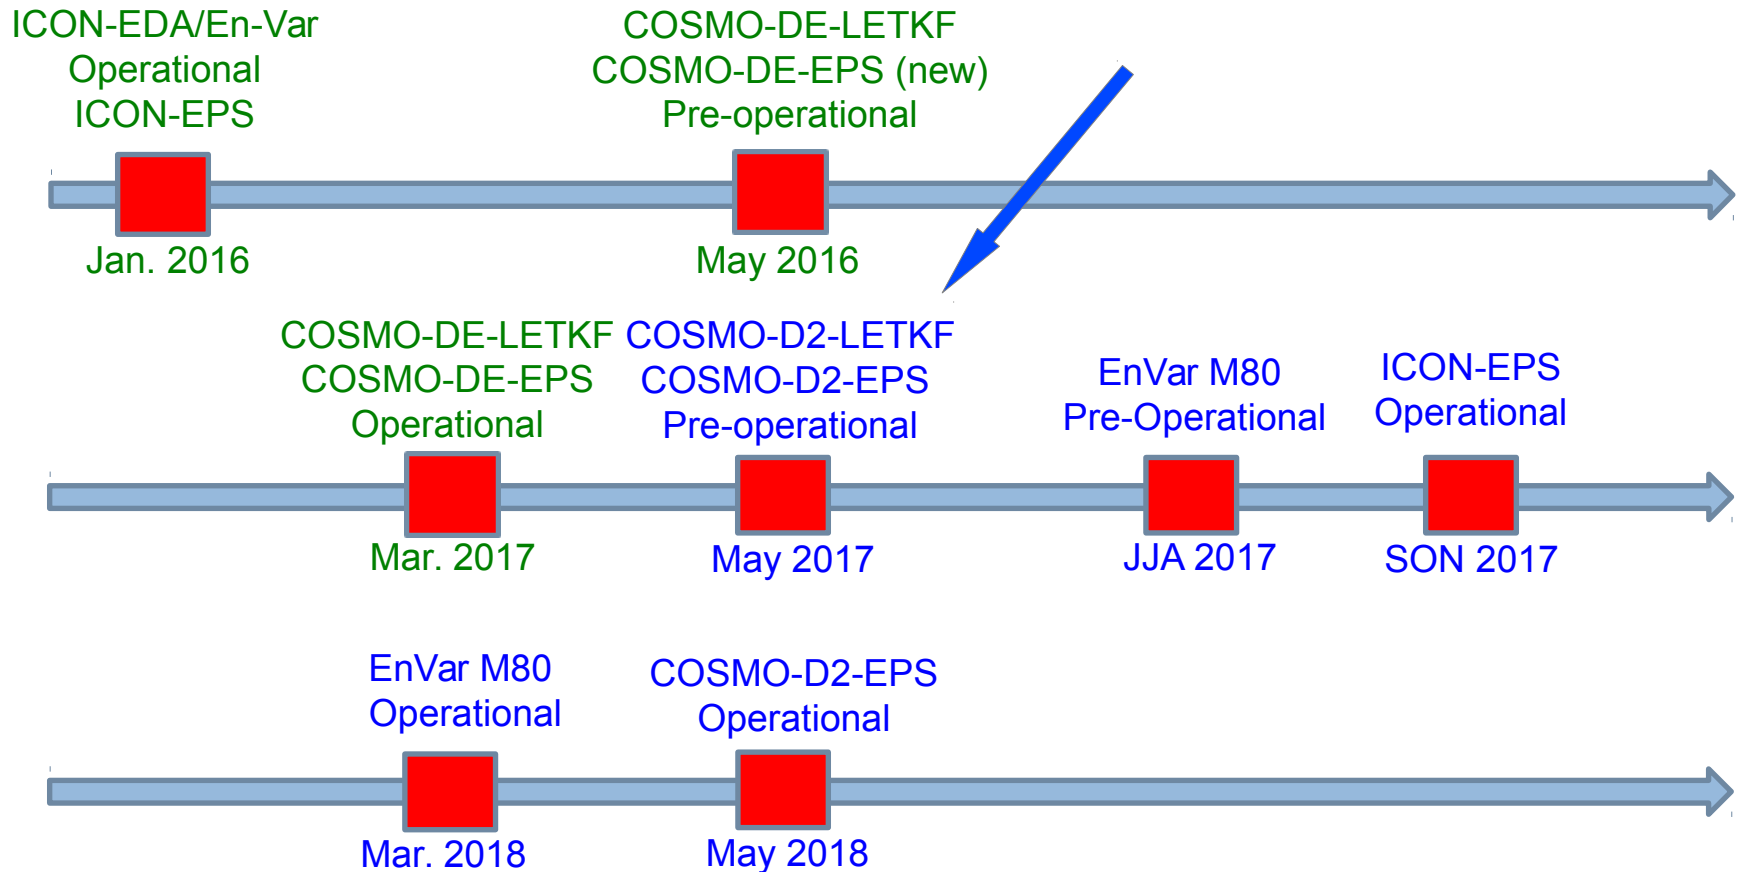 ICON-EDA/En-Var
Operational
ICON-EPS
COSMO-DE-LETKF
COSMO-DE-EPS (new)
Pre-operational
Jan. 2016
May 2016
COSMO-DE-LETKF
COSMO-DE-EPS
Operational
COSMO-D2-LETKF
COSMO-D2-EPS
Pre-operational
EnVar M80
Pre-Operational
ICON-EPS
Operational
Mar. 2017
May 2017
JJA 2017
SON 2017
EnVar M80
Operational
COSMO-D2-EPS
Operational
Mar. 2018
May 2018